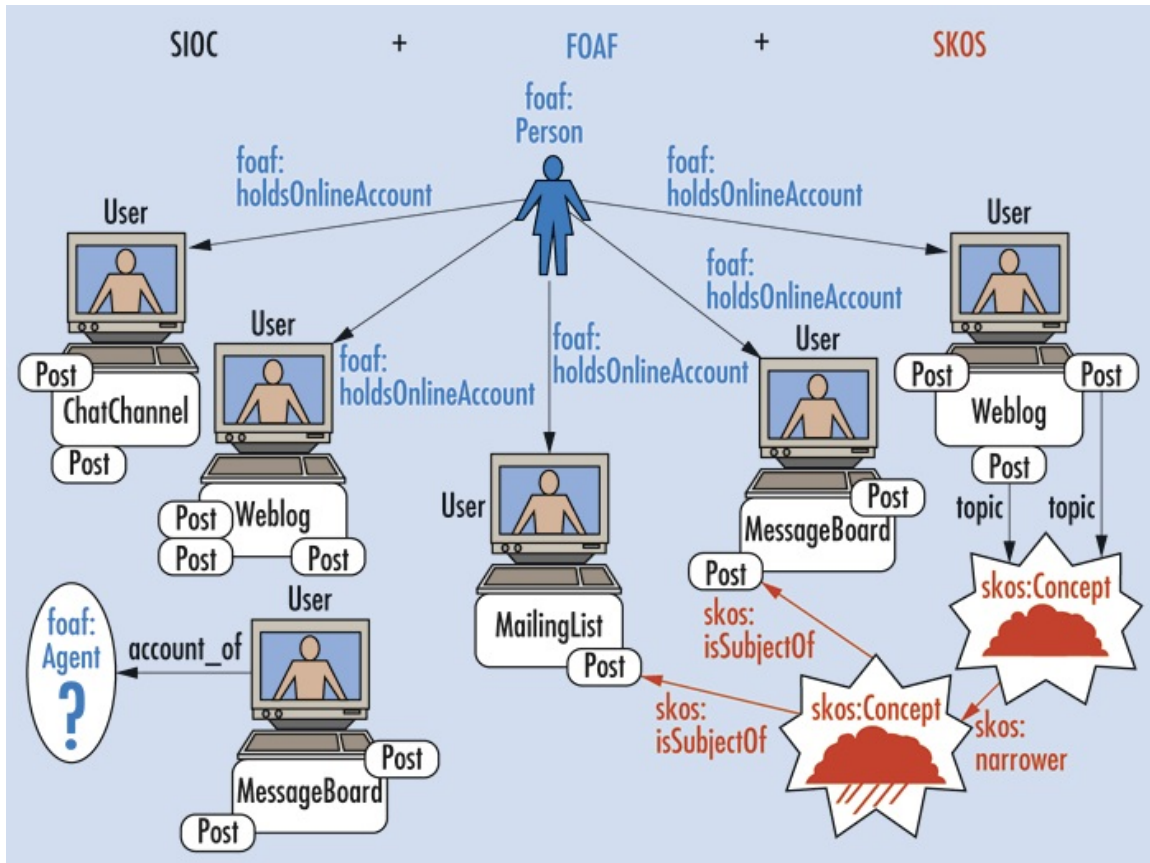 SIOC + FOAF + SKOS
foaf:
Person
foaf:
holdsOnlineAccount
foaf:
holdsOnlineAccount
User
User
foaf:
holdsOnlineAccount
User
User
foaf:
holdsOnlineAccount
foaf:
holdsOnlineAccount
Post
ChatChannel
Post
Post
Weblog
Post
Post
User
MailingList
Post
Post
MessageBoard
Post
Post
Post
Weblog
Post
topic
topic
skos:Concept
skos:
isSubjectOf
skos:
isSubjectOf
skos:Concept
skos:
narrower
foaf:
Agent
?
account_of
User
Post
MessageBoard
Post